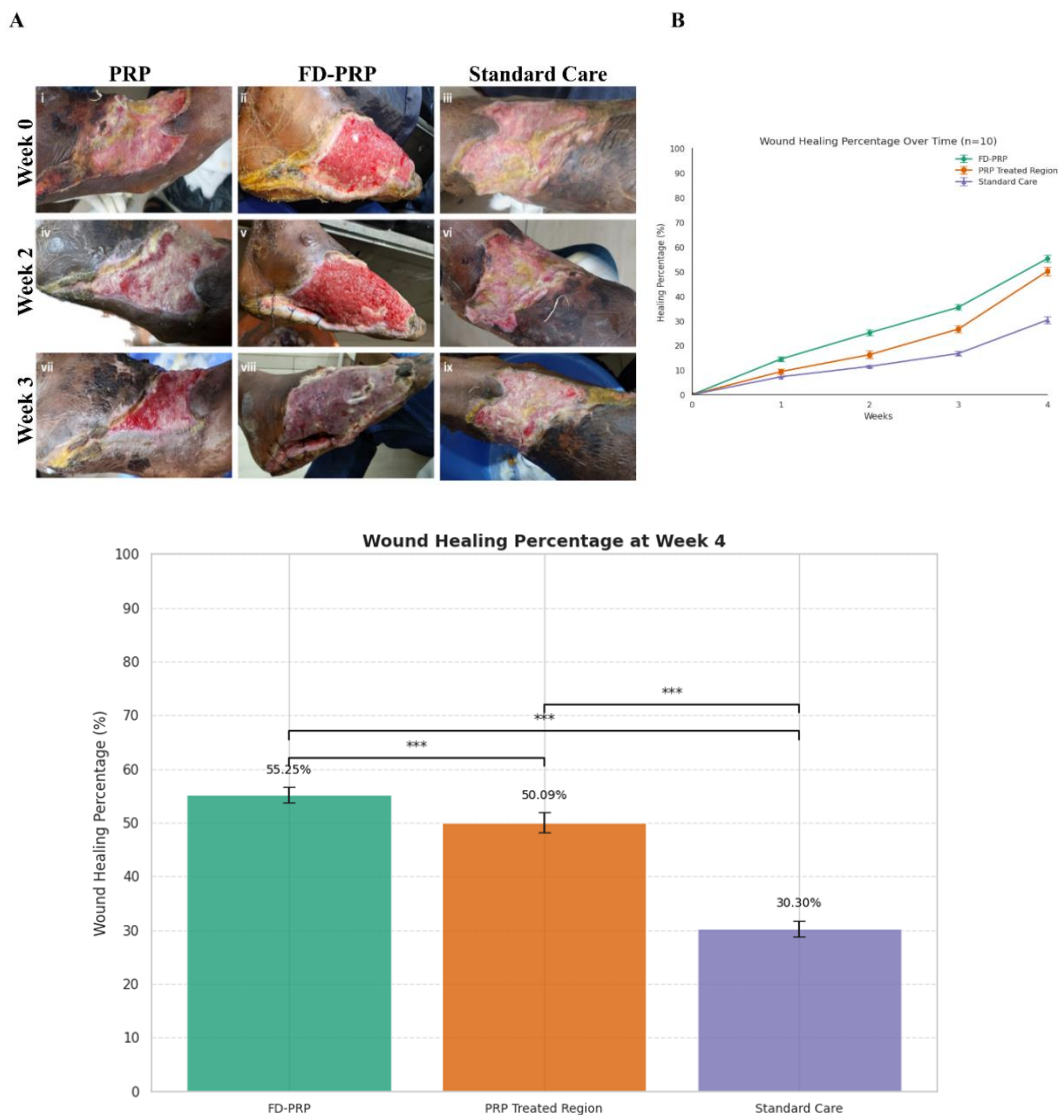 A
B
PRP FD-PRP Standard Care
Week 0
i ii iii
Week 2
iv v vi
Week 3
vii viii ix
Wound Healing Percentage Over Time (n=10)
FD-PRP
PRP Treated Region
Standard Care
Healing Percentage (%)
100
90
80
70
60
50
40
30
20
10
0
0 1 2 3 4
Weeks
Wound Healing Percentage at Week 4
Wound Healing Percentage (%)
100
90
80
70
60
50
40
30
20
10
0
***
***
***
55.25%
50.09%
30.30%
FD-PRP PRP Treated Region Standard Care